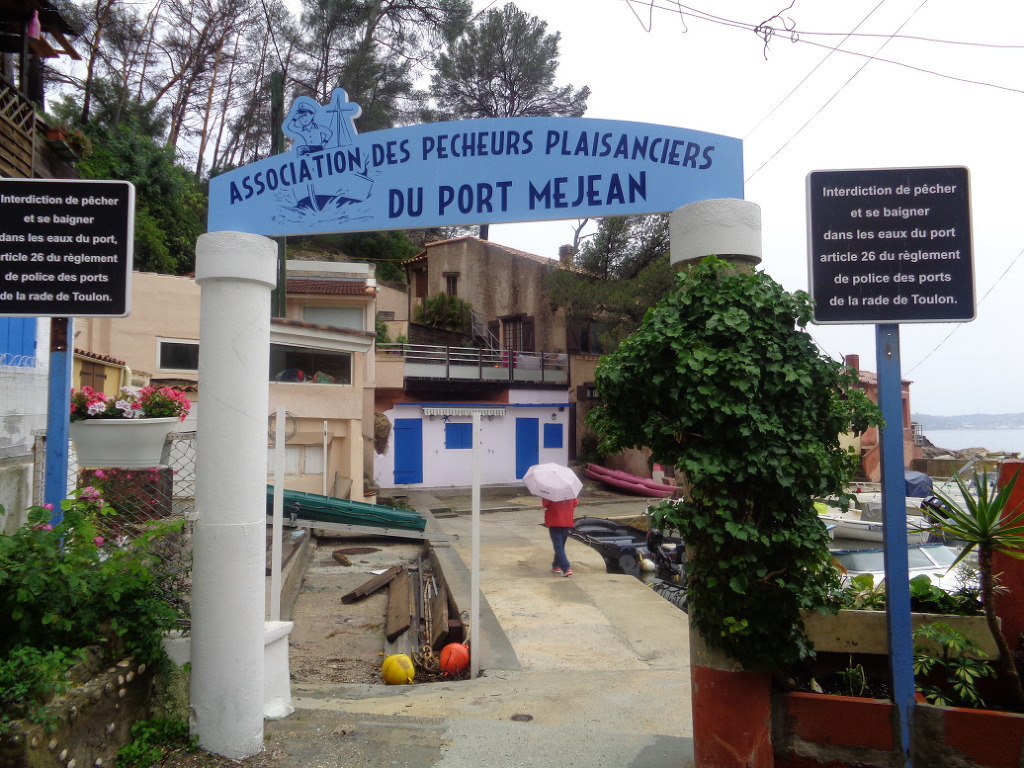 ASSOCIATION DES PECHEURS PLAISANCIERS
DU PORT MEJEAN
Interdiction de pêcher
et se baigner
dans les eaux du port,
article 26 du règlement
de police des ports
de la rade de Toulon.
Interdiction de pêcher
et se baigner
dans les eaux du port,
article 26 du règlement
de police des ports
de la rade de Toulon.